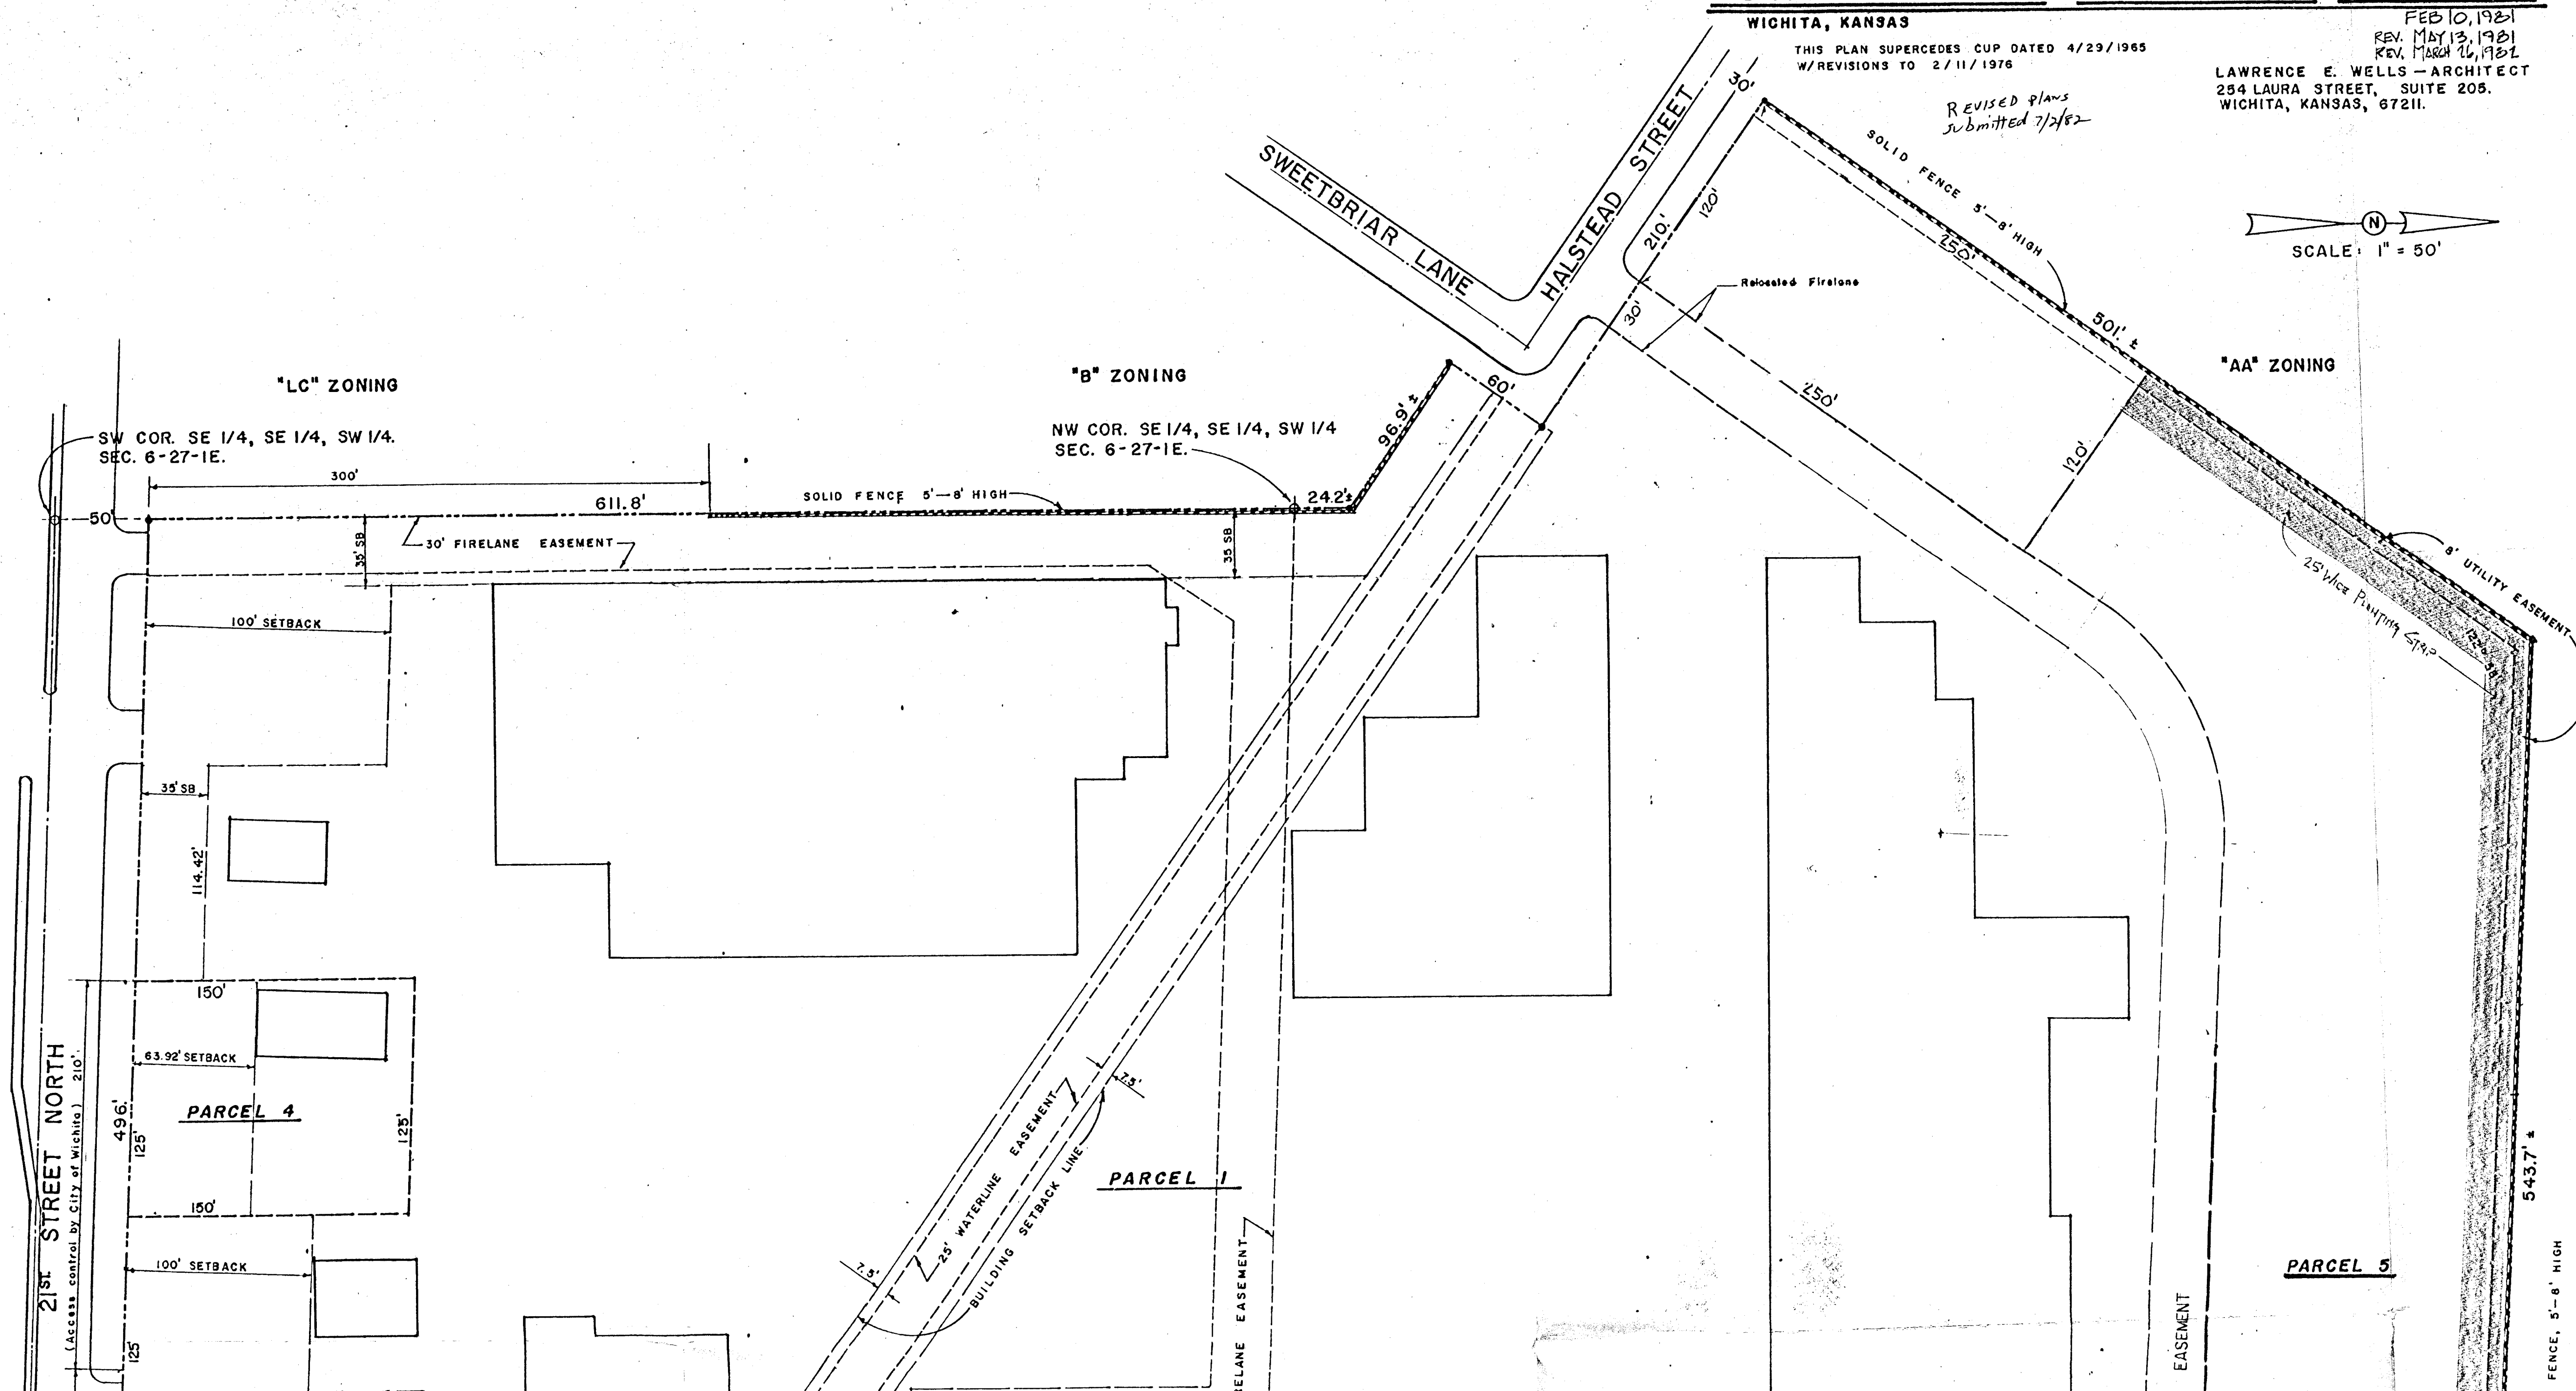 WICHITA, KANSAS
THIS PLAN SUPERCEDES CUP DATED 4/29/1965
W/REVISIONS TO 2/11/1976
FEB 10, 1981
REV. MAY 13, 1981
REV. MARCH 26, 1982
LAWRENCE E. WELLS — ARCHITECT
254 LAURA STREET, SUITE 205.
WICHITA, KANSAS, 67211.
REVISED plans
submitted 7/2/82
N
SCALE: 1" = 50'
SWEETBRIAR LANE
HALSTEAD STREET
30'
210.'
120'
30'
Relocated Firelane
SOLID FENCE 5'—8' HIGH
250'
501.' ±
"AA" ZONING
250'
120'
8' UTILITY EASEMENT
25' Wide Planting Strip
"LC" ZONING
"B" ZONING
SW COR. SE 1/4, SE 1/4, SW 1/4.
SEC. 6-27-1E.
NW COR. SE 1/4, SE 1/4, SW 1/4
SEC. 6-27-1E.
60'
96.9' ±
24.2'±
300'
611.8'
SOLID FENCE 5'—8' HIGH
50'
35' SB
30' FIRELANE EASEMENT
35 SB
100' SETBACK
35' SB
114.42'
150'
63.92' SETBACK
PARCEL 4
496.'
125'
125'
150'
100' SETBACK
125'
21ST. STREET NORTH
(Access control by City of Wichita) 210'
7.5'
7.5'
25' WATERLINE EASEMENT
BUILDING SETBACK LINE
PARCEL 1
RELANE EASEMENT
EASEMENT
PARCEL 5
543.7' ±
FENCE, 5'-8' HIGH